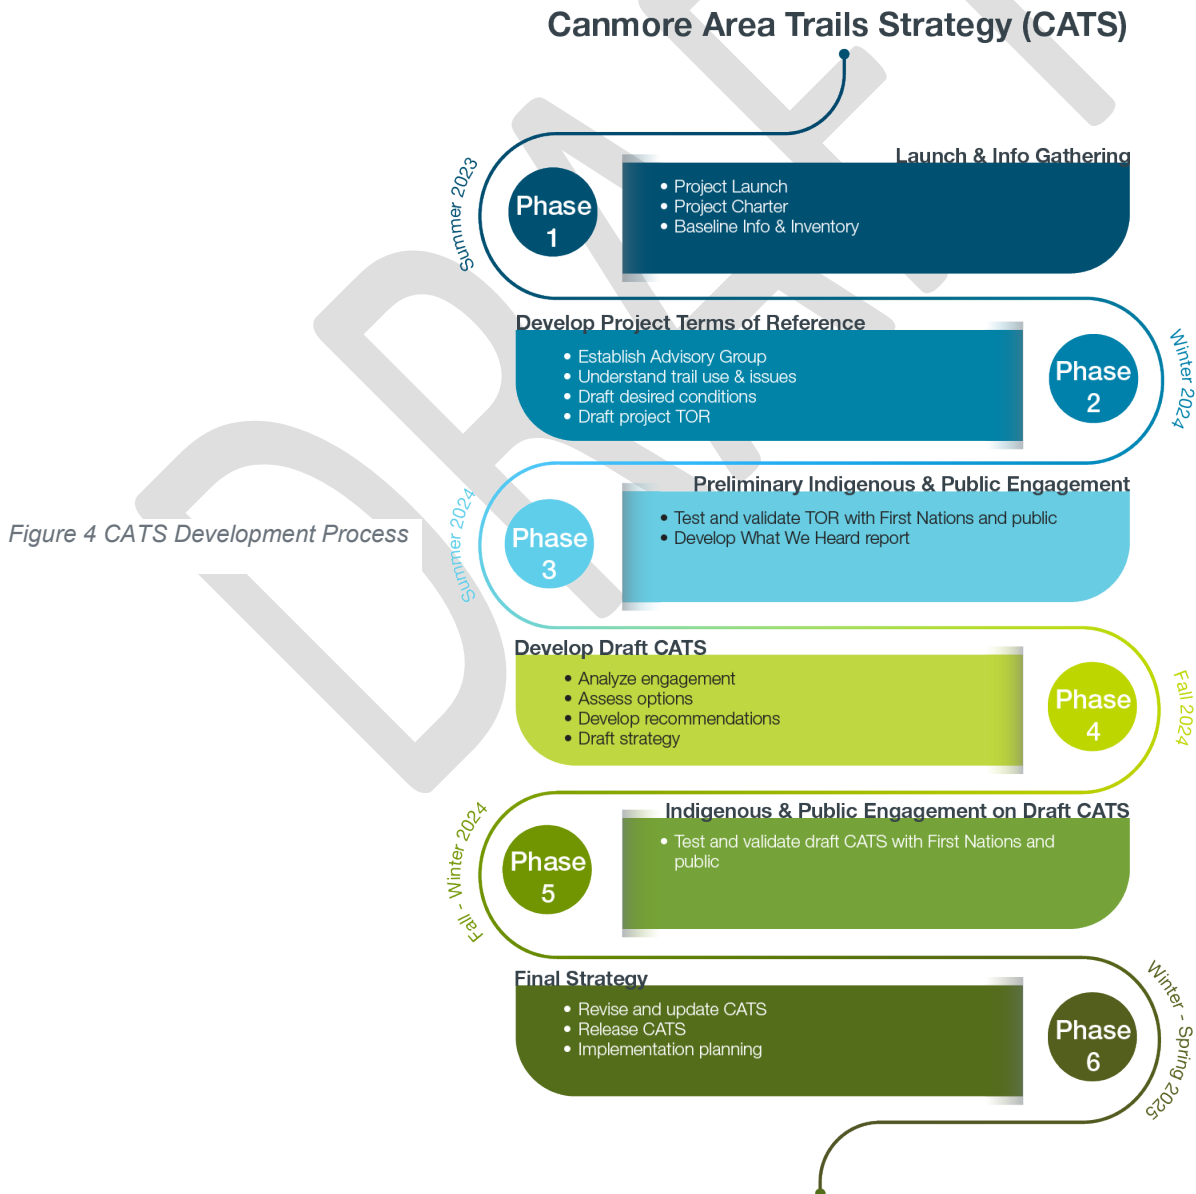 Canmore Area Trails Strategy (CATS)
Summer 2023
Phase
1
Launch & Info Gathering
• Project Launch
• Project Charter
• Baseline Info & Inventory
Develop Project Terms of Reference
• Establish Advisory Group
• Understand trail use & issues
• Draft desired conditions
• Draft project TOR
Phase
2
Winter 2024
Figure 4 CATS Development Process
Summer 2024
Phase
3
Preliminary Indigenous & Public Engagement
• Test and validate TOR with First Nations and public
• Develop What We Heard report
Develop Draft CATS
• Analyze engagement
• Assess options
• Develop recommendations
• Draft strategy
Phase
4
Fall 2024
Fall - Winter 2024
Phase
5
Indigenous & Public Engagement on Draft CATS
• Test and validate draft CATS with First Nations and
public
Final Strategy
• Revise and update CATS
• Release CATS
• Implementation planning
Phase
6
Winter - Spring 2025
DRAFT